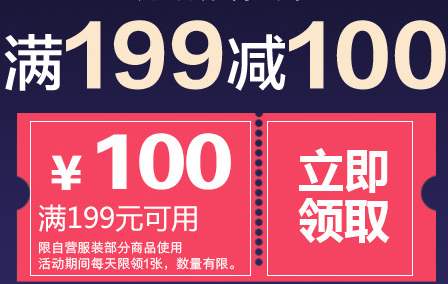 满199减100
¥100
满199元可用
限自营服装部分商品使用
活动期间每天限领1张，数量有限。
立即
领取